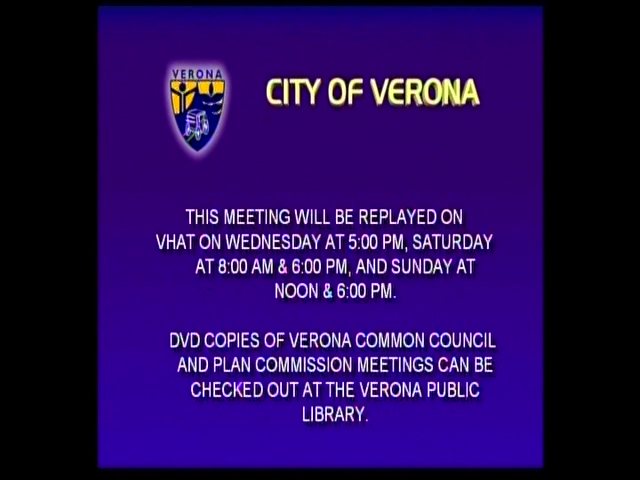 VERONA
CITY OF VERONA
THIS MEETING WILL BE REPLAYED ON
VHAT ON WEDNESDAY AT 5:00 PM, SATURDAY
AT 8:00 AM & 6:00 PM, AND SUNDAY AT
NOON & 6:00 PM.
DVD COPIES OF VERONA COMMON COUNCIL
AND PLAN COMMISSION MEETINGS CAN BE
CHECKED OUT AT THE VERONA PUBLIC
LIBRARY.